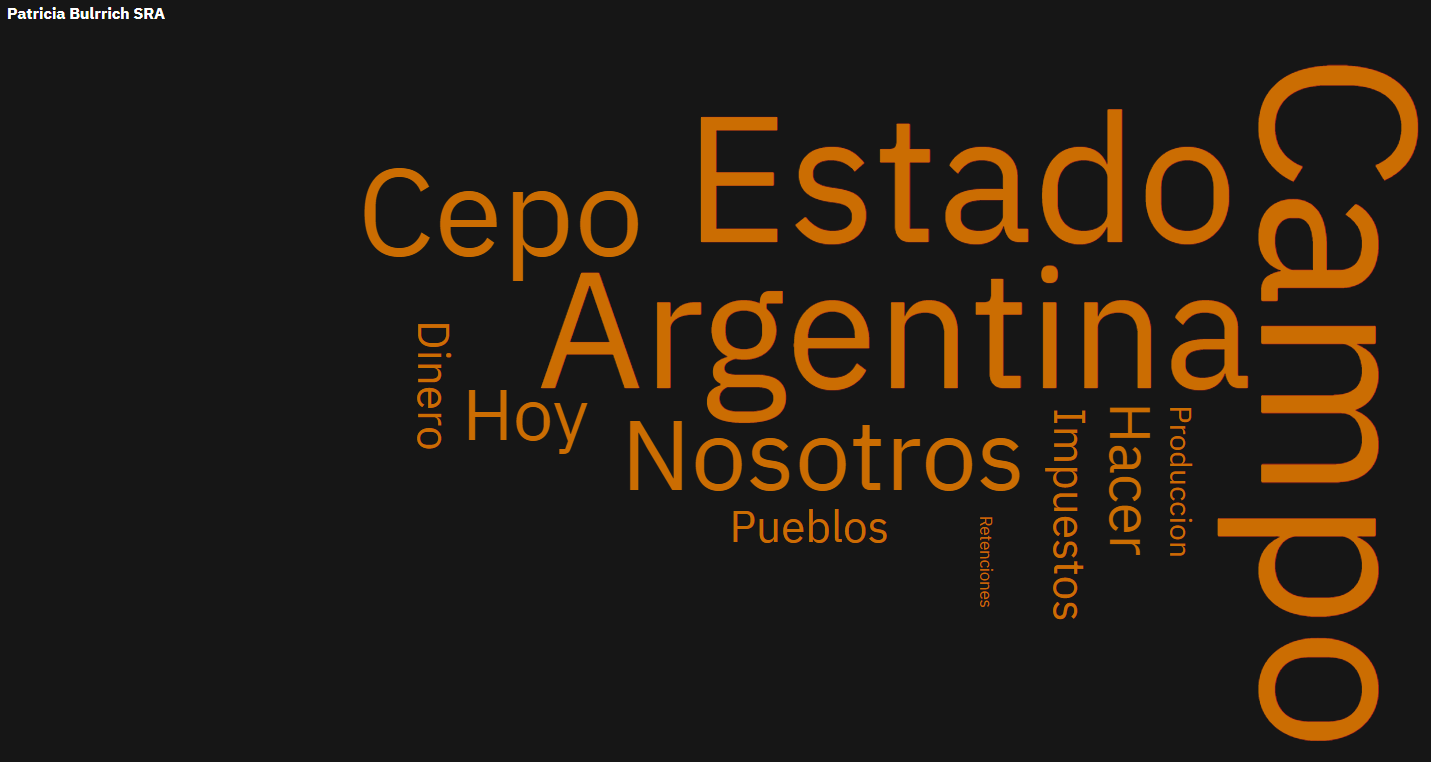 Patricia Bulrrich SRA
Campo
Estado
Cepo
Argentina
Dinero
Hoy
Nosotros
Impuestos
Hacer
Produccion
Pueblos
Retenciones